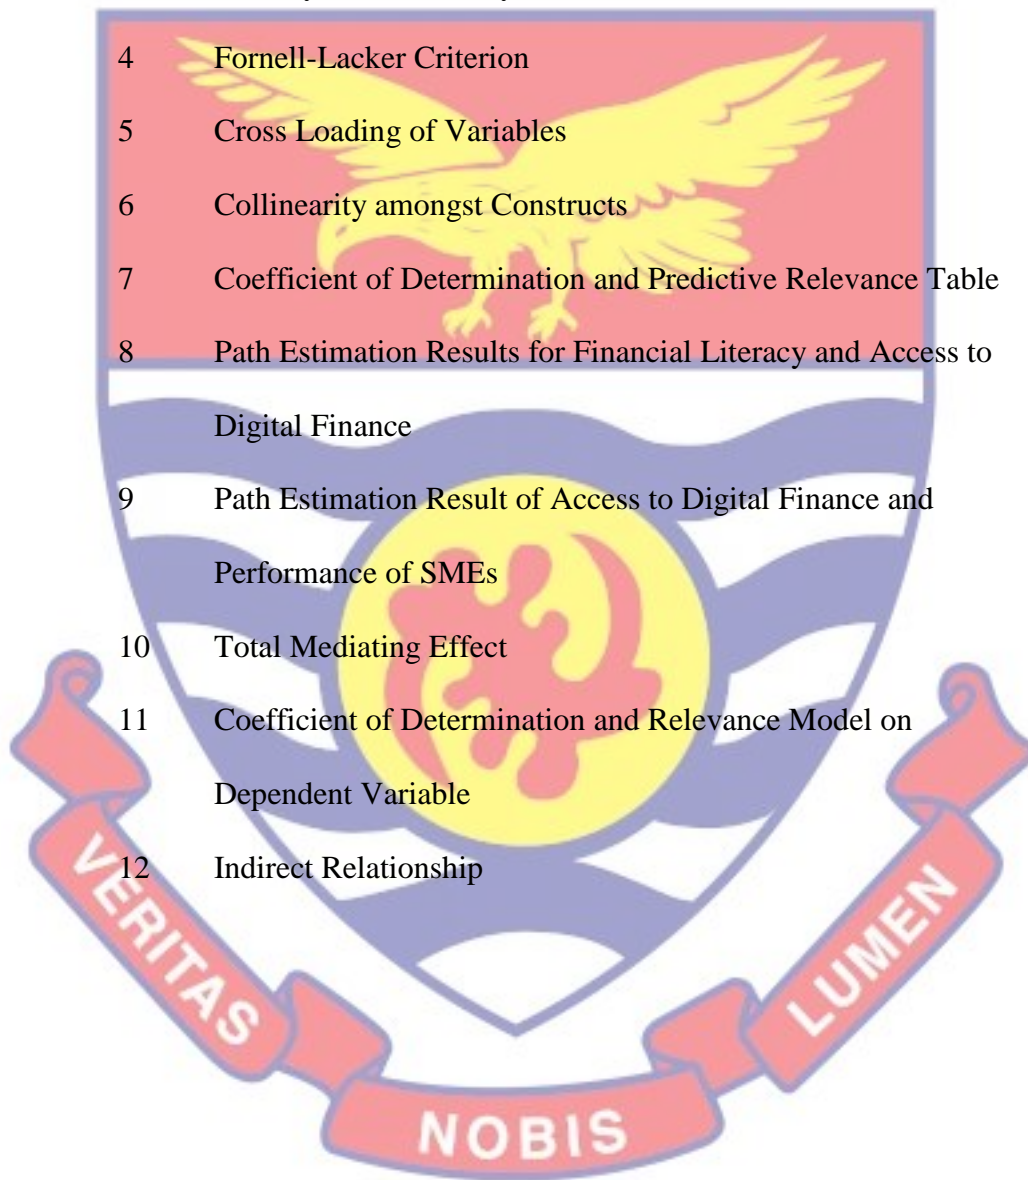 4 Fornell-Lacker Criterion
5 Cross Loading of Variables
6 Collinearity amongst Constructs
7 Coefficient of Determination and Predictive Relevance Table
8 Path Estimation Results for Financial Literacy and Access to
Digital Finance
9 Path Estimation Result of Access to Digital Finance and
Performance of SMEs
10 Total Mediating Effect
11 Coefficient of Determination and Relevance Model on
Dependent Variable
12 Indirect Relationship
VERITAS
NOBIS
LUMEN